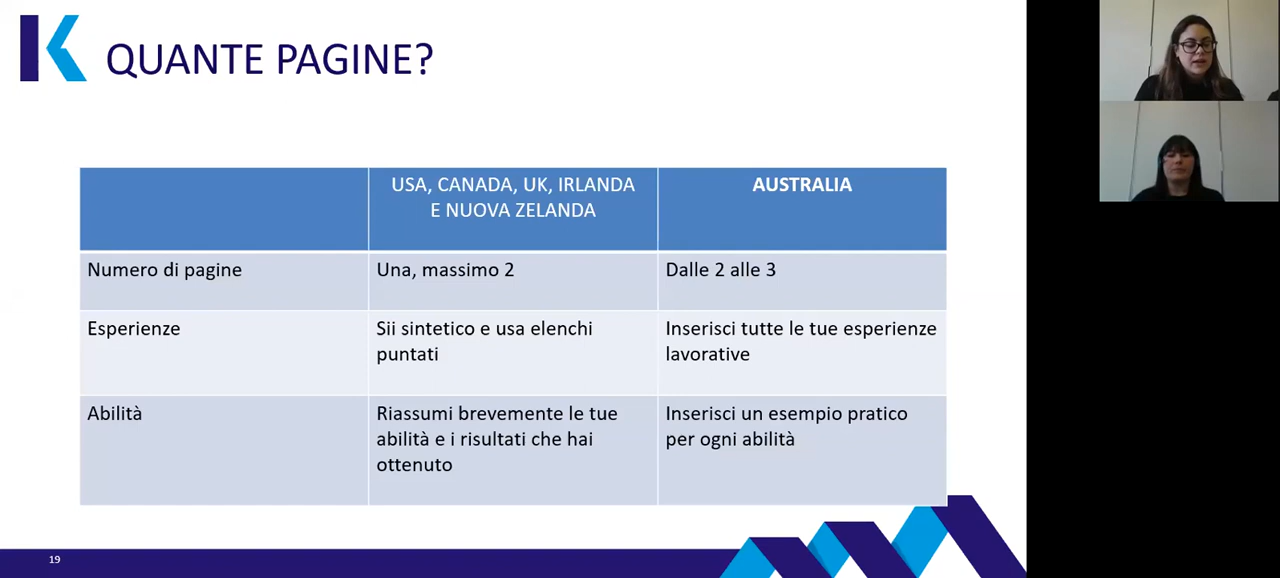 QUANTE PAGINE?
USA, CANADA, UK, IRLANDA
E NUOVA ZELANDA
AUSTRALIA
Numero di pagine
Una, massimo 2
Dalle 2 alle 3
Esperienze
Sii sintetico e usa elenchi
puntati
Inserisci tutte le tue esperienze
lavorative
Abilità
Riassumi brevemente le tue
abilità e i risultati che hai
ottenuto
Inserisci un esempio pratico
per ogni abilità
19